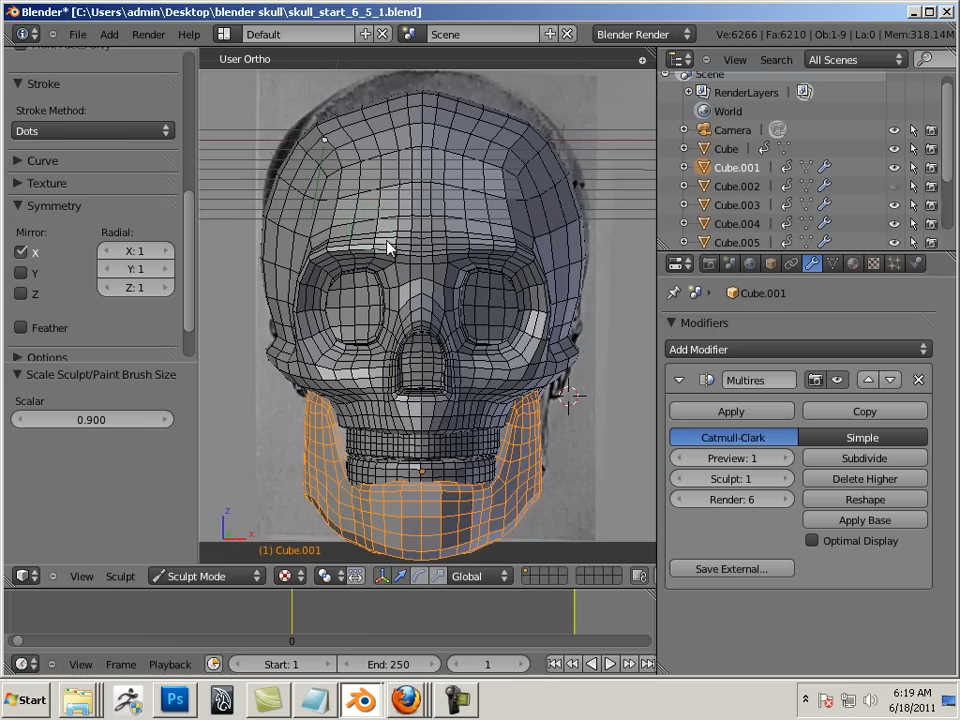 Blender* [C:\Users\admin\Desktop\blender skull\skull_start_6_5_1.blend]
File Add Render Help Default Scene Blender Render Ve:6266 | Fa:6210 | Ob:1-9 | La:0 | Mem:318.14M
Stroke
Stroke Method:
Dots
Curve
Texture
Symmetry
Mirror: Radial:
X X: 1
Y Y: 1
Z Z: 1
Feather
Options
Scale Sculpt/Paint Brush Size
Scalar
0.900
User Ortho
z
x
(1) Cube.001
View Sculpt Sculpt Mode Global
0
View Frame Playback Start: 1 End: 250 1
View Search All Scenes
Scene
RenderLayers
World
Camera
Cube
Cube.001
Cube.002
Cube.003
Cube.004
Cube.005
Cube.001
Modifiers
Add Modifier
Multires
Apply Copy
Catmull-Clark Simple
Preview: 1 Subdivide
Sculpt: 1 Delete Higher
Render: 6 Reshape
Apply Base
Optimal Display
Save External...
Start Ps 6:19 AM
6/18/2011